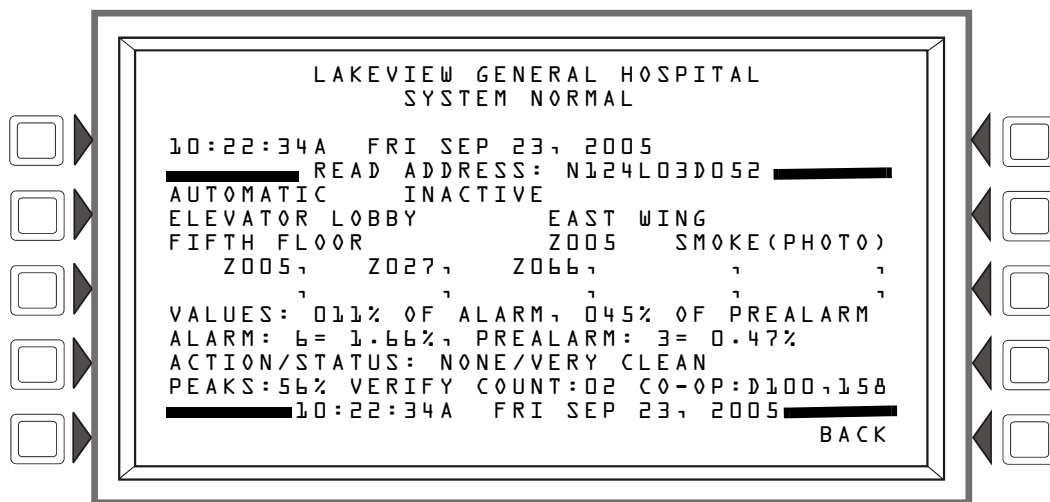 LAKEVIEW GENERAL HOSPITAL
SYSTEM NORMAL
10:22:34A FRI SEP 23, 2005
READ ADDRESS: N124L03D052
AUTOMATIC INACTIVE
ELEVATOR LOBBY EAST WING
FIFTH FLOOR Z005 SMOKE(PHOTO)
Z005, Z027, Z066, , ,
, , , , ,
VALUES: 011% OF ALARM, 045% OF PREALARM
ALARM: 6= 1.66%, PREALARM: 3= 0.47%
ACTION/STATUS: NONE/VERY CLEAN
PEAKS:56% VERIFY COUNT:02 CO-OP:D100,158
10:22:34A FRI SEP 23, 2005
BACK